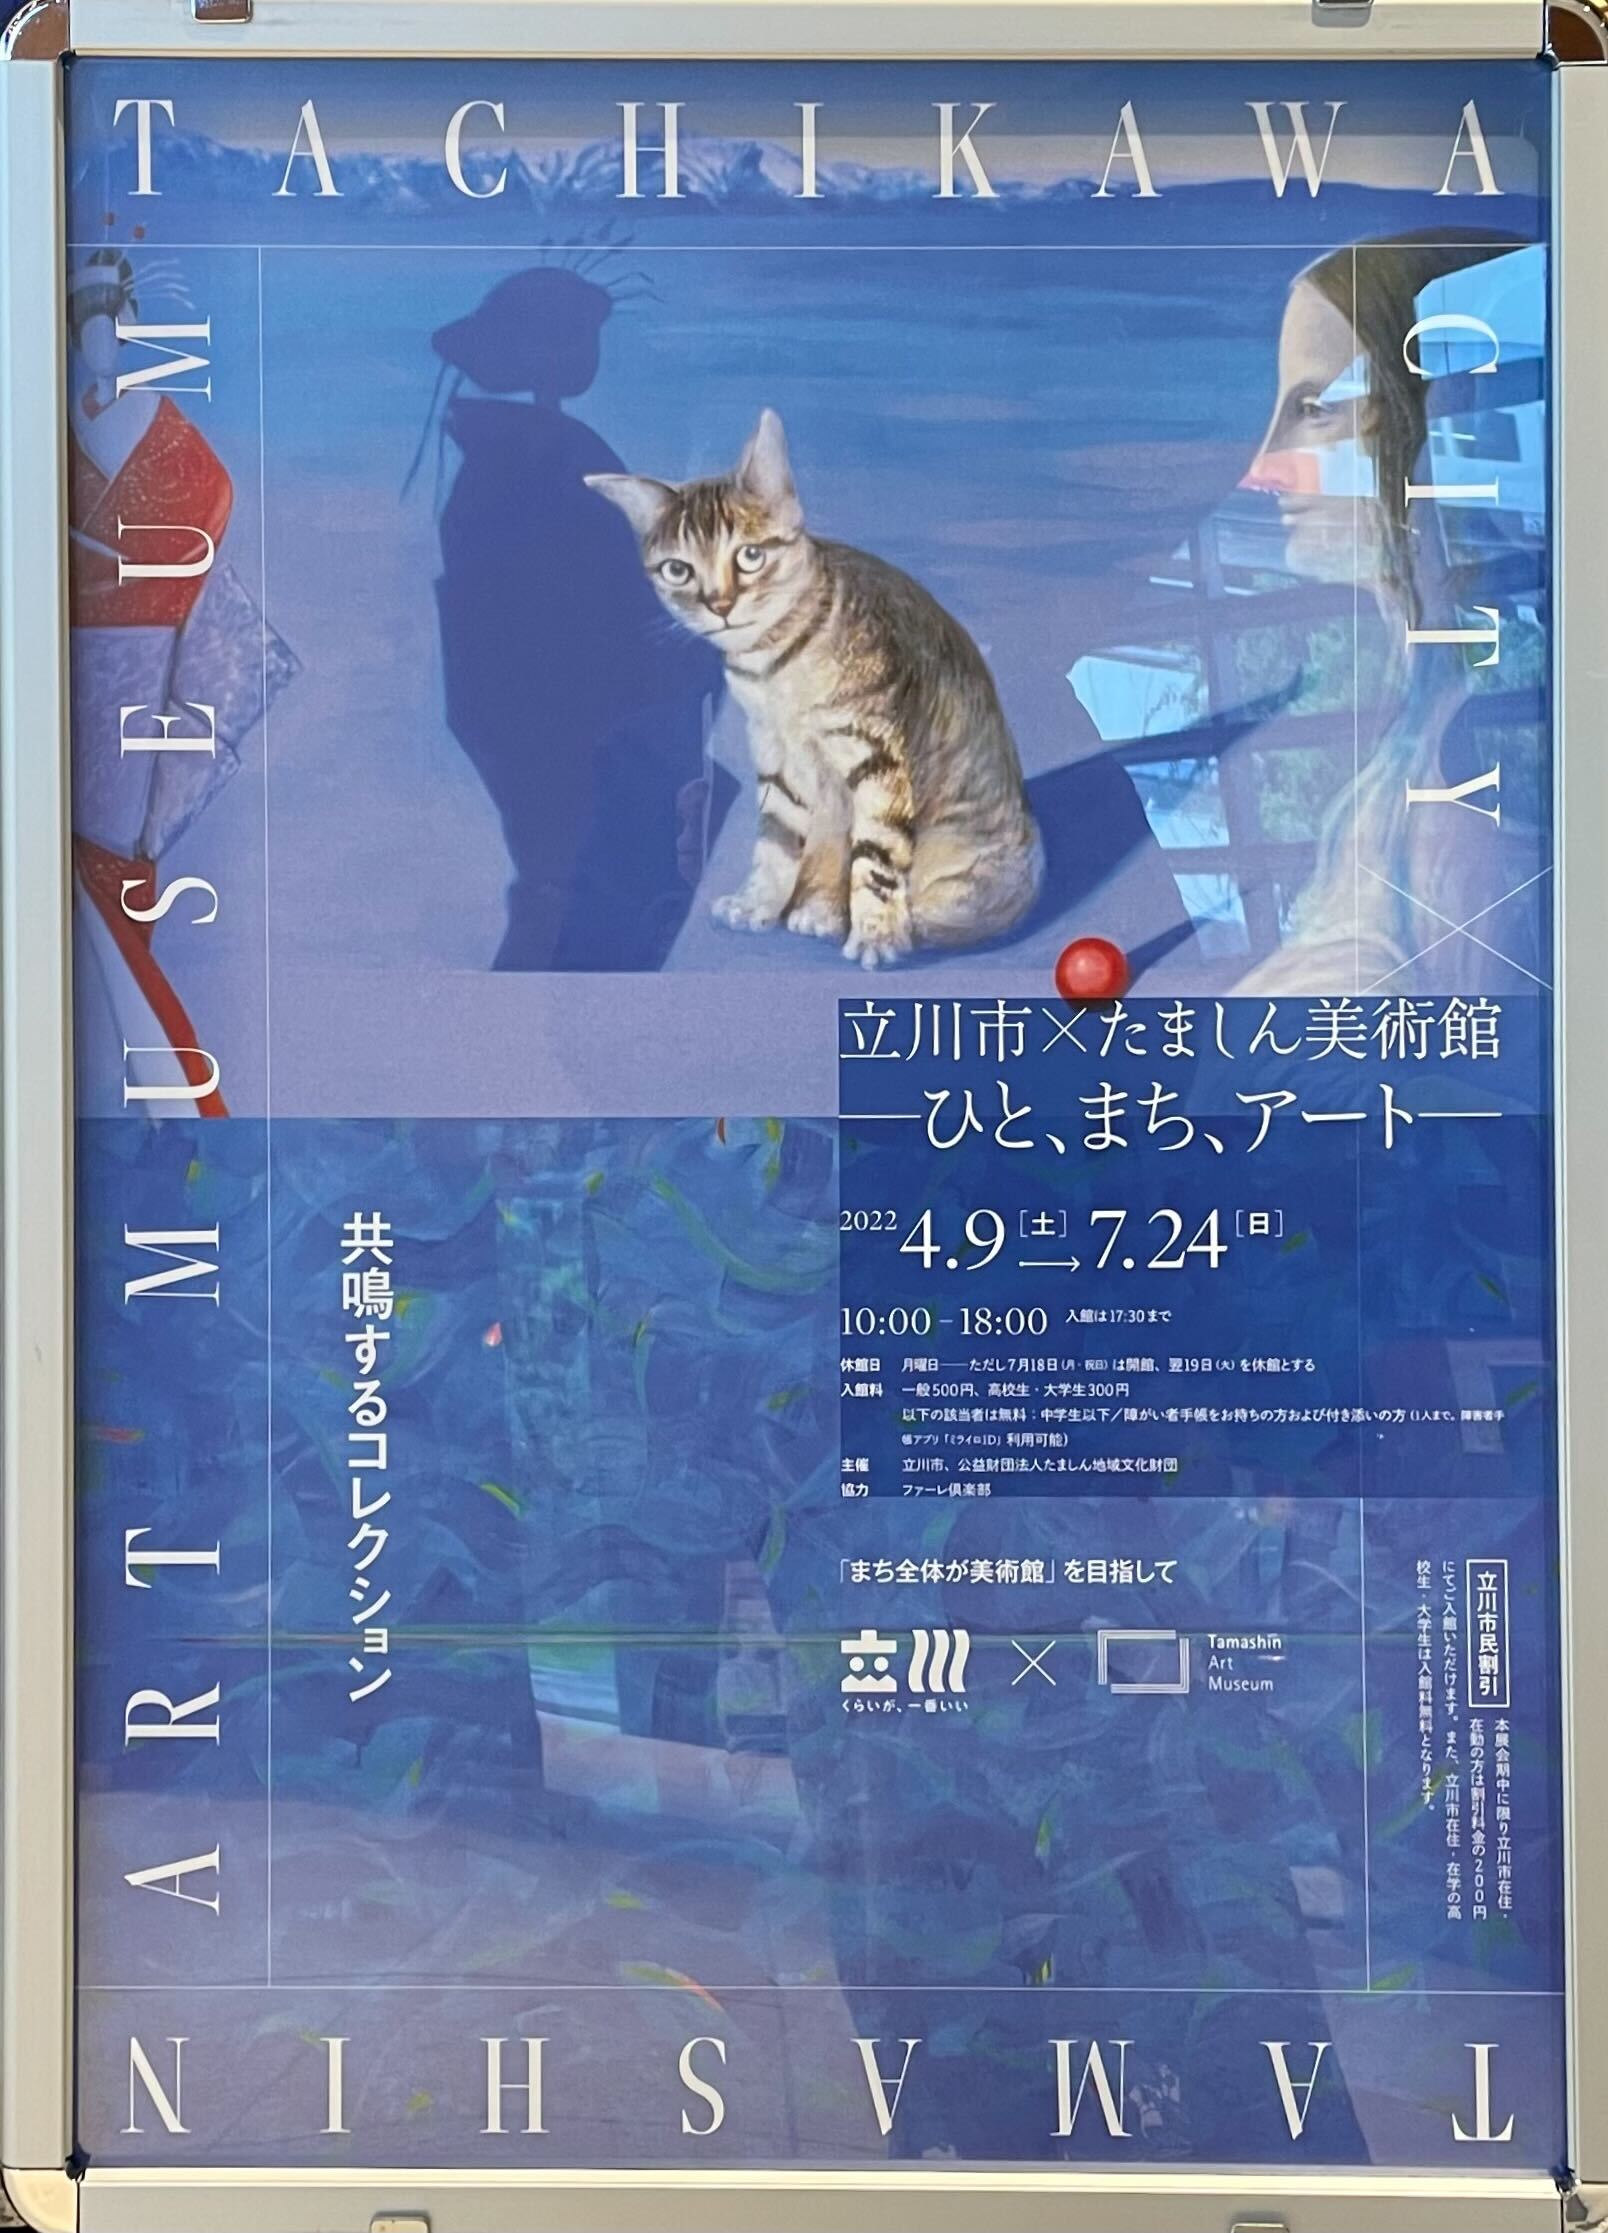 TACHIKAWA
CITY
×
TAMASHIN
ART MUSEUM
立川市×たましん美術館
—ひと、まち、アート—
2022 4.9[土]→7.24[日]
10:00－18:00 入館は17:30まで
休館日 月曜日——ただし7月18日(月・祝日)は開館、翌19日(火)を休館とする
入館料 一般500円、高校生・大学生300円
以下の該当者は無料：中学生以下／障がい者手帳をお持ちの方および付き添いの方(1人まで。障害者手
帳アプリ「ミライロID」利用可能)
主催 立川市、公益財団法人たましん地域文化財団
協力 ファーレ倶楽部
共鳴するコレクション
「まち全体が美術館」を目指して
立川
くらいが、一番いい
×
Tamashin
Art
Museum
立川市民割引
本展会期中に限り立川市在住・
在勤の方は割引料金の200円
にてご入館いただけます。また、立川市在住・在学の高
校生・大学生は入館料無料となります。